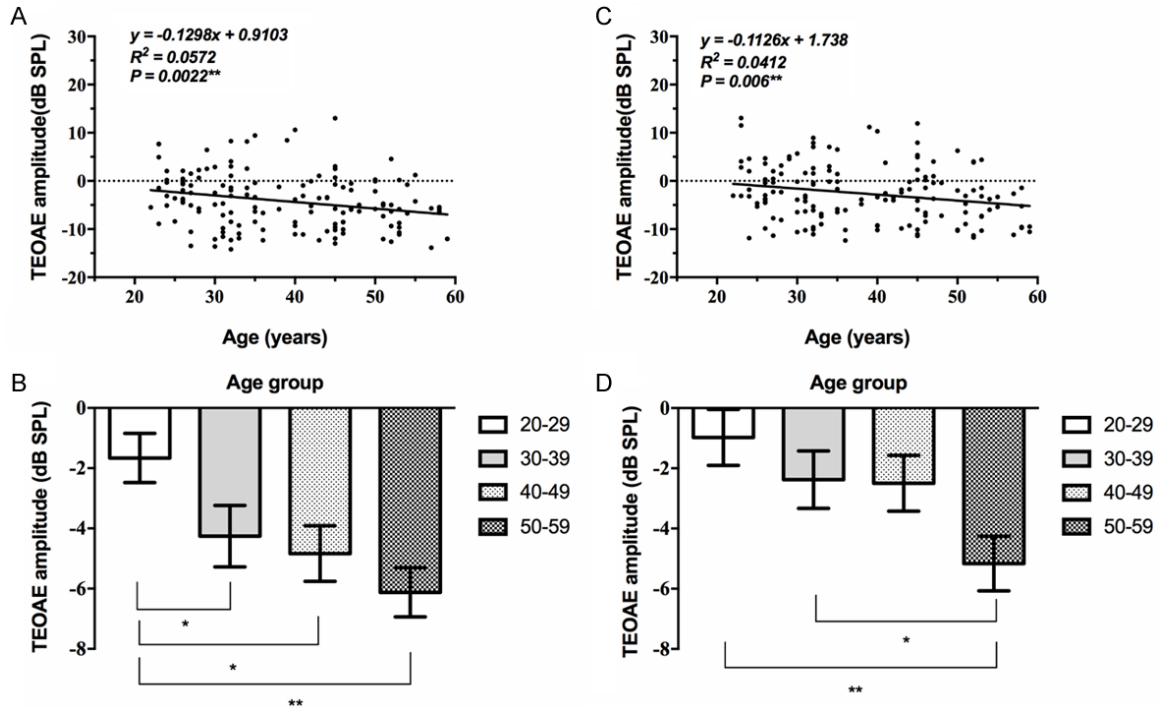 A
y = -0.1298x + 0.9103
R² = 0.0572
P = 0.0022**
30
20
10
0
-10
-20
TEOAE amplitude(dB SPL)
20 30 40 50 60
Age (years)
C
y = -0.1126x + 1.738
R² = 0.0412
P = 0.006**
30
20
10
0
-10
-20
TEOAE amplitude(dB SPL)
20 30 40 50 60
Age (years)
B
Age group
0
-2
-4
-6
-8
TEOAE amplitude (dB SPL)
20-29
30-39
40-49
50-59
*
*
**
D
Age group
0
-2
-4
-6
-8
TEOAE amplitude (dB SPL)
20-29
30-39
40-49
50-59
*
**